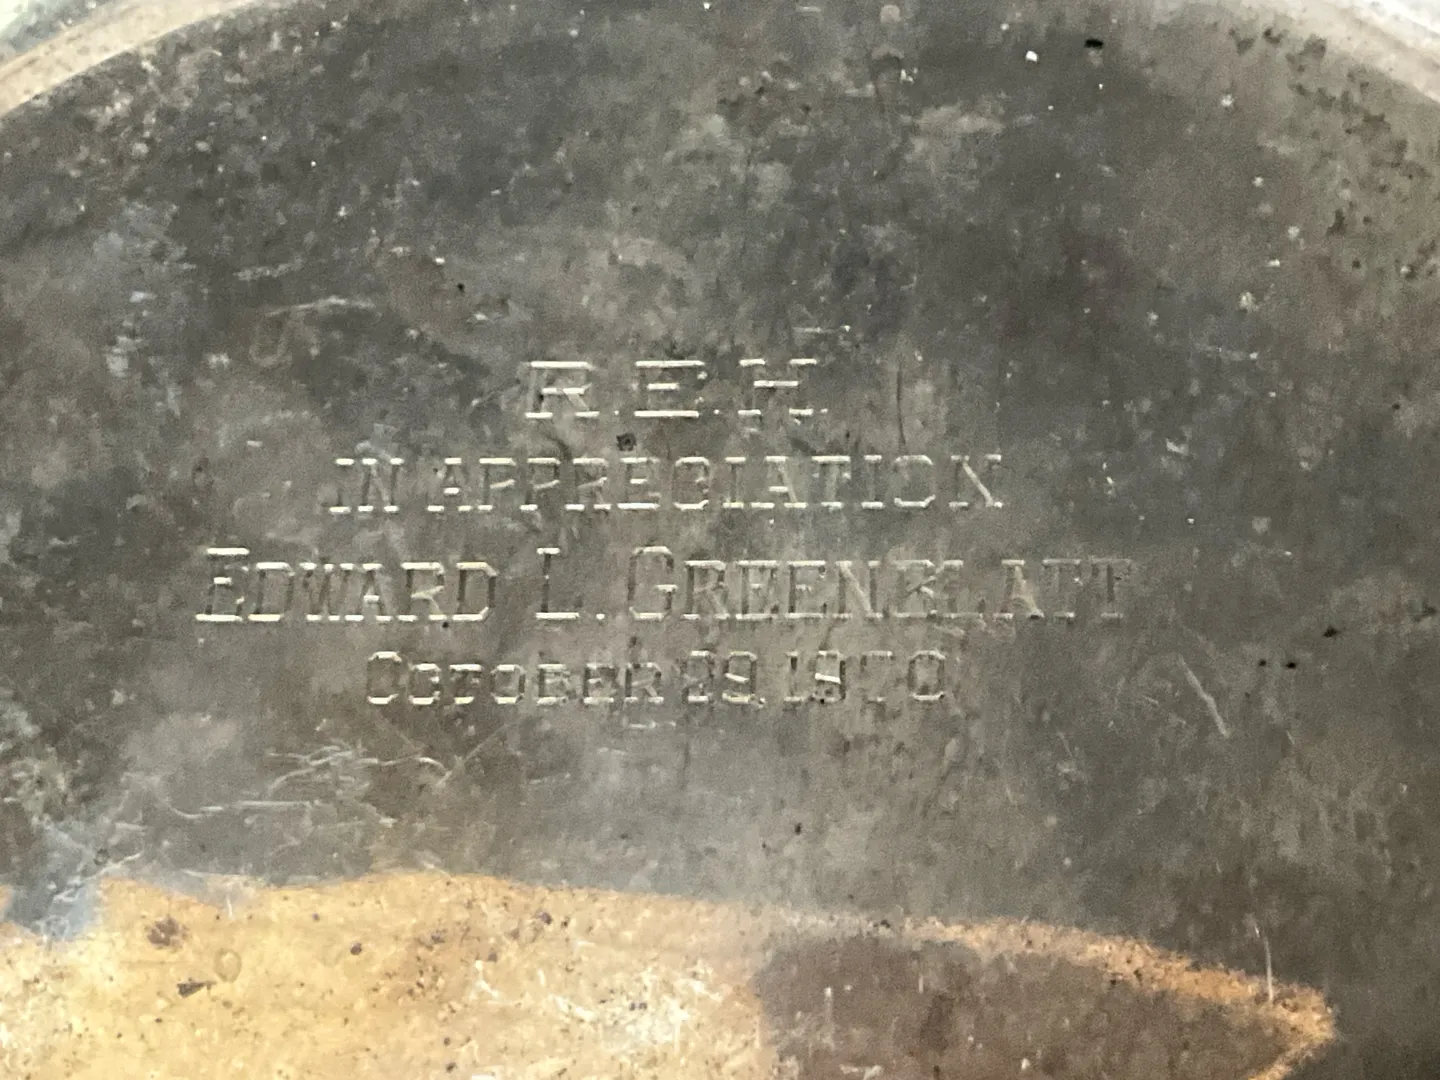 R.E.H.
IN APPRECIATION
EDWARD L. GREENBLATT
OCTOBER 29, 1970